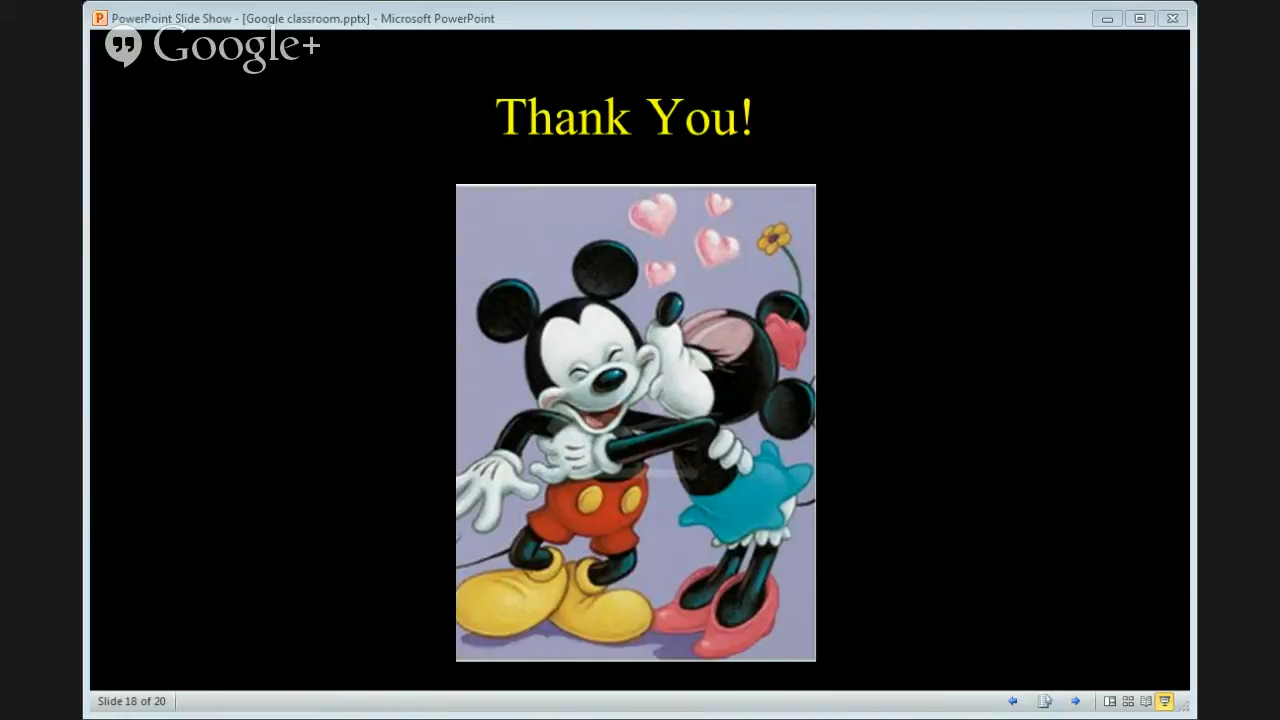 PowerPoint Slide Show - [Google classroom.pptx] - Microsoft PowerPoint
Google+
Thank You!
Slide 18 of 20